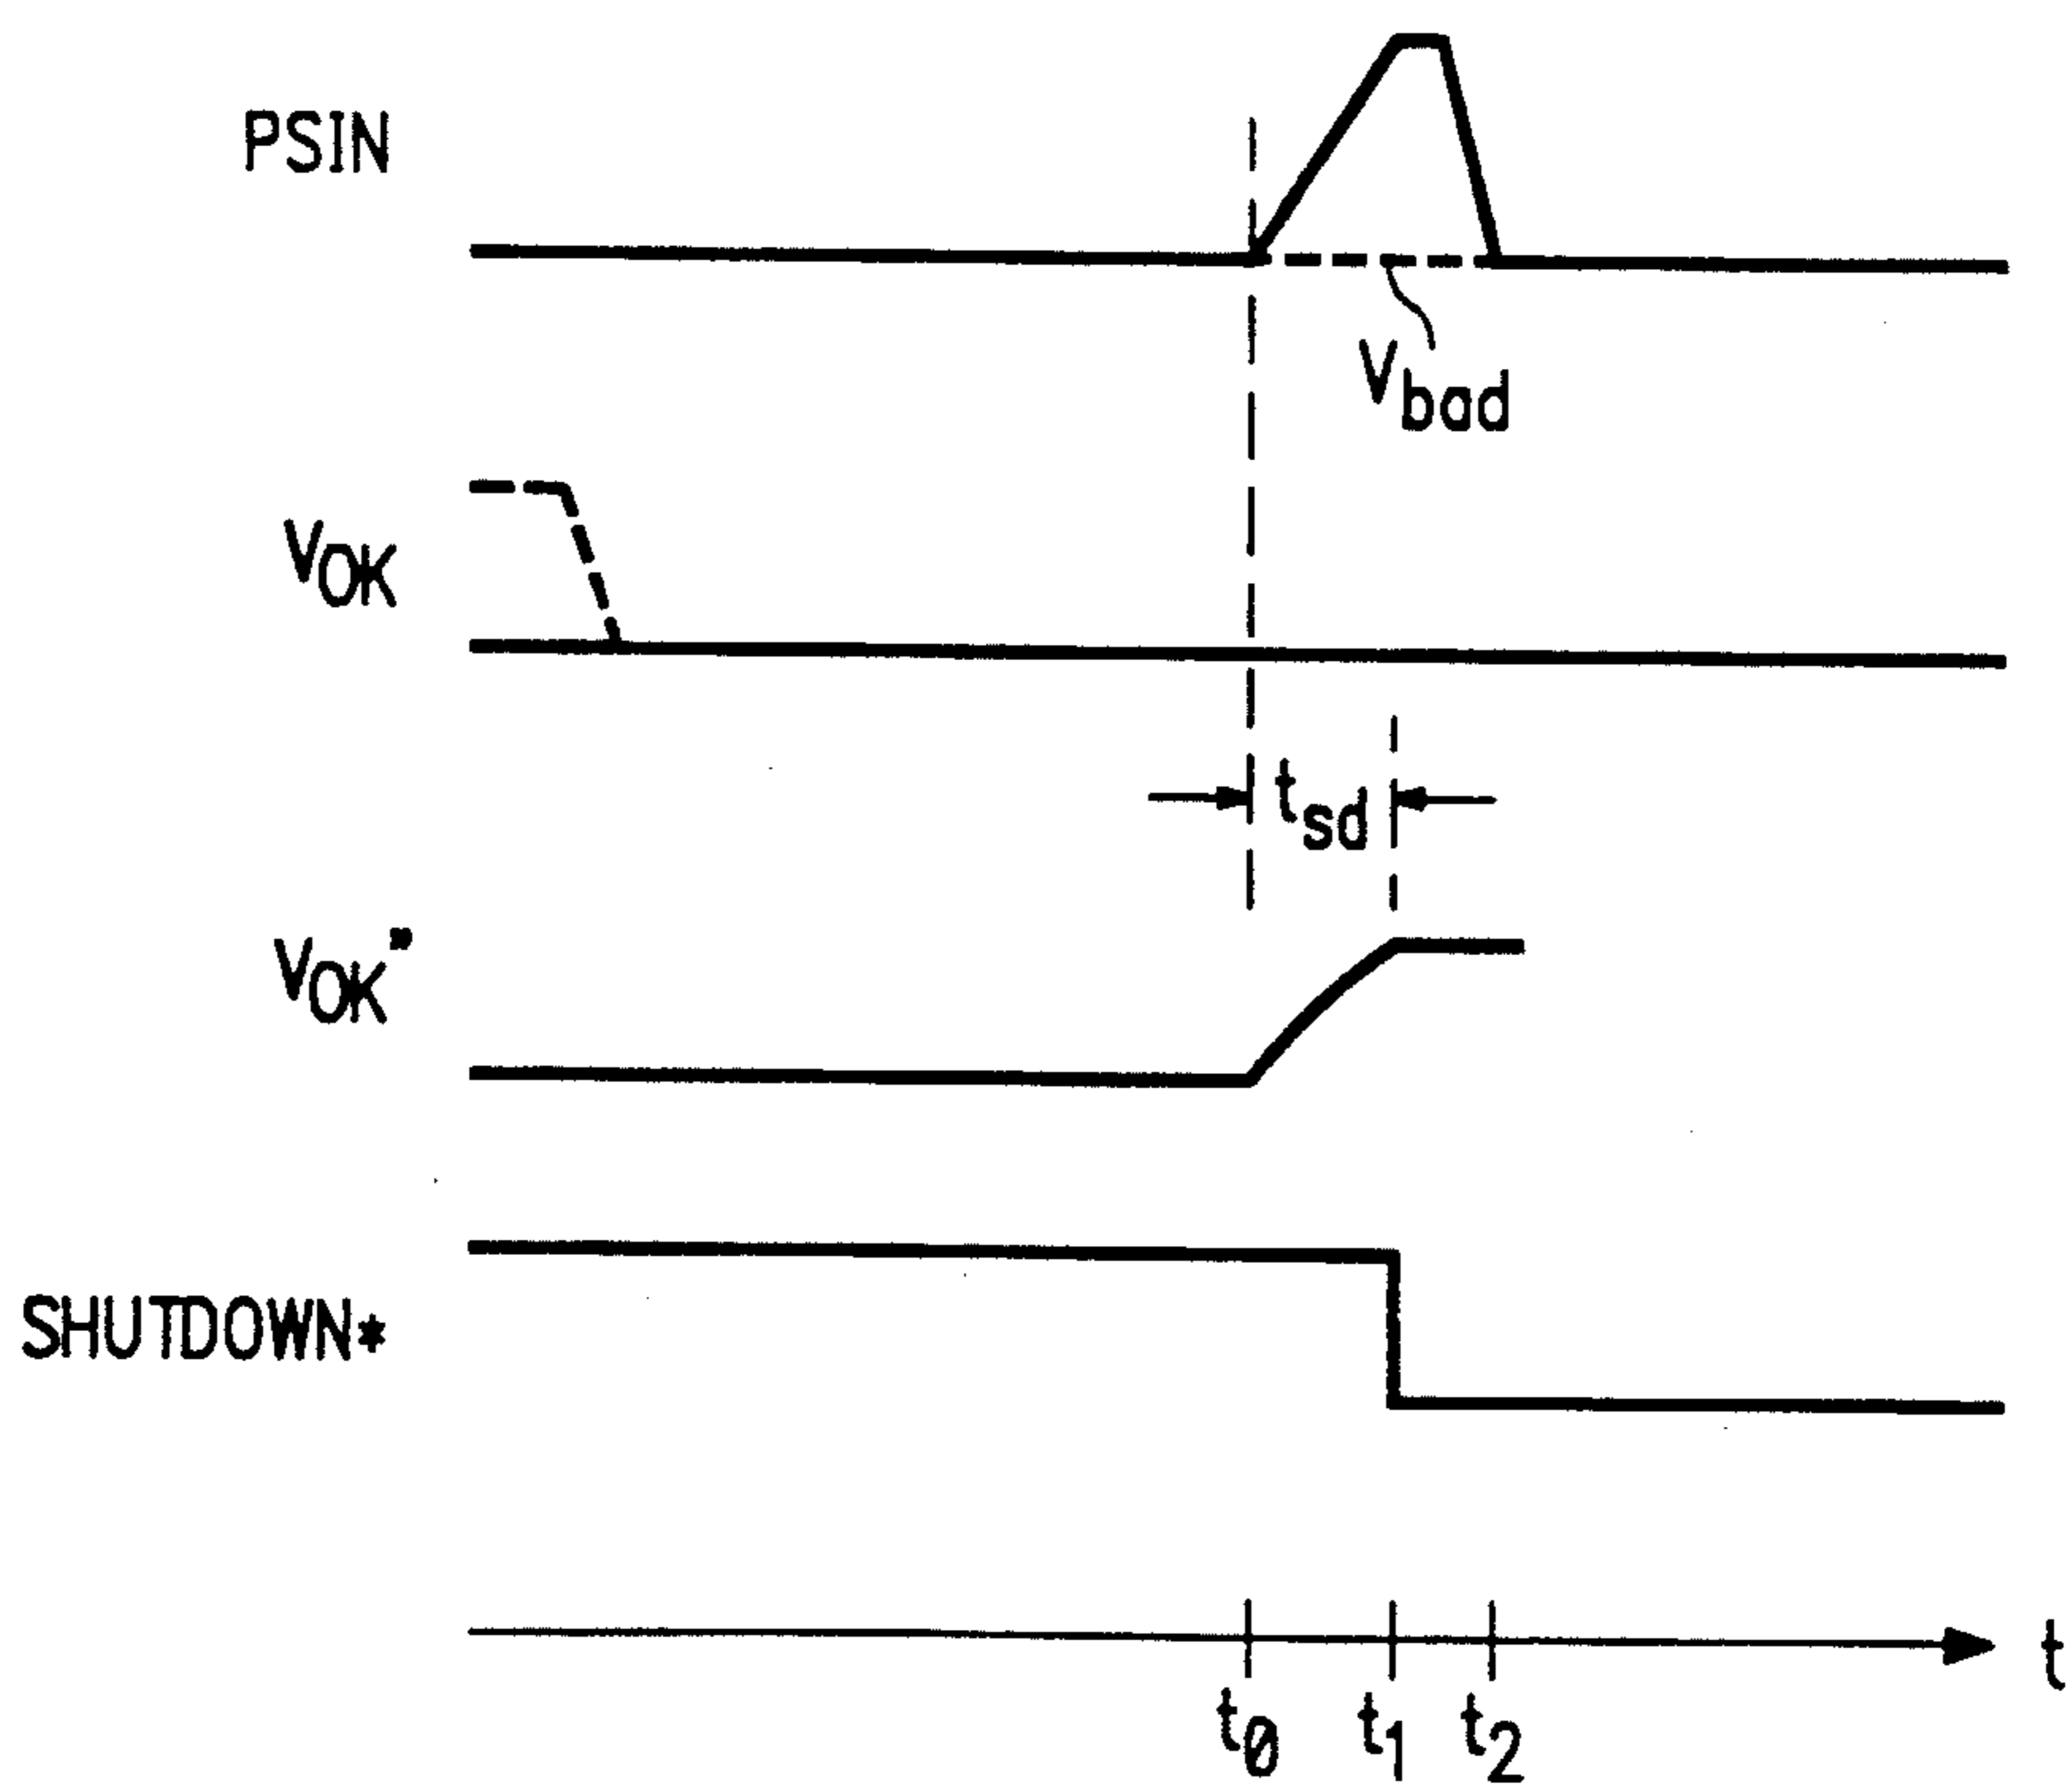 PSIN
Vbad
VOK
tsd
VOK"
SHUTDOWN*
t
t0 t1 t2